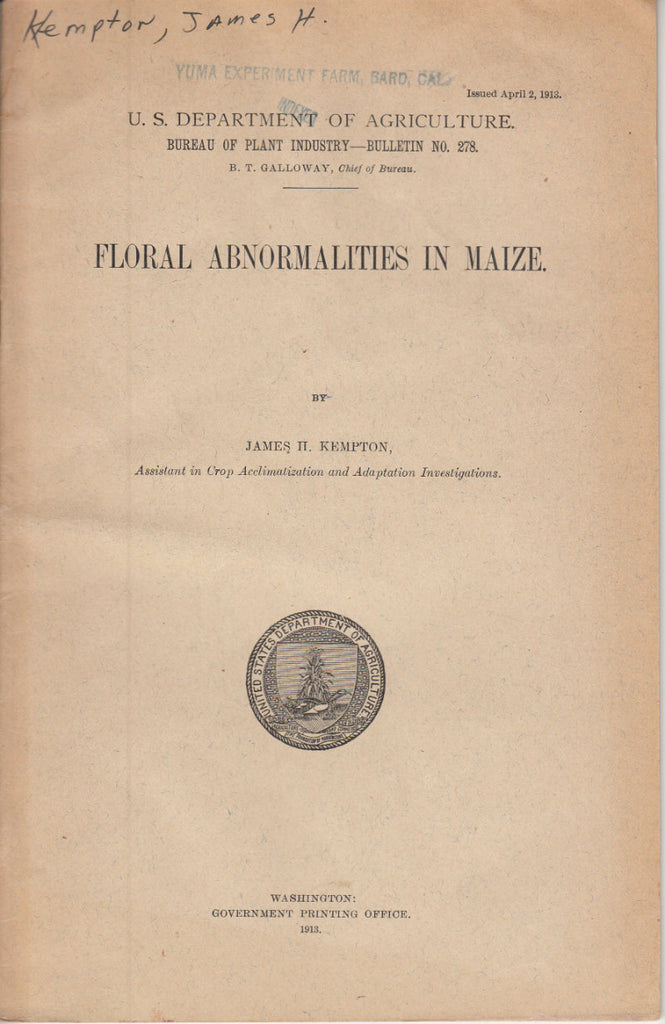 Kempton, James H.
YUMA EXPERIMENT FARM, BARD, CAL.
Issued April 2, 1913.
INDEXED
U. S. DEPARTMENT OF AGRICULTURE.
BUREAU OF PLANT INDUSTRY—BULLETIN NO. 278.
B. T. GALLOWAY, Chief of Bureau.
FLORAL ABNORMALITIES IN MAIZE.
BY
JAMES H. KEMPTON,
Assistant in Crop Acclimatization and Adaptation Investigations.
UNITED STATES DEPARTMENT OF AGRICULTURE
WASHINGTON:
GOVERNMENT PRINTING OFFICE.
1913.